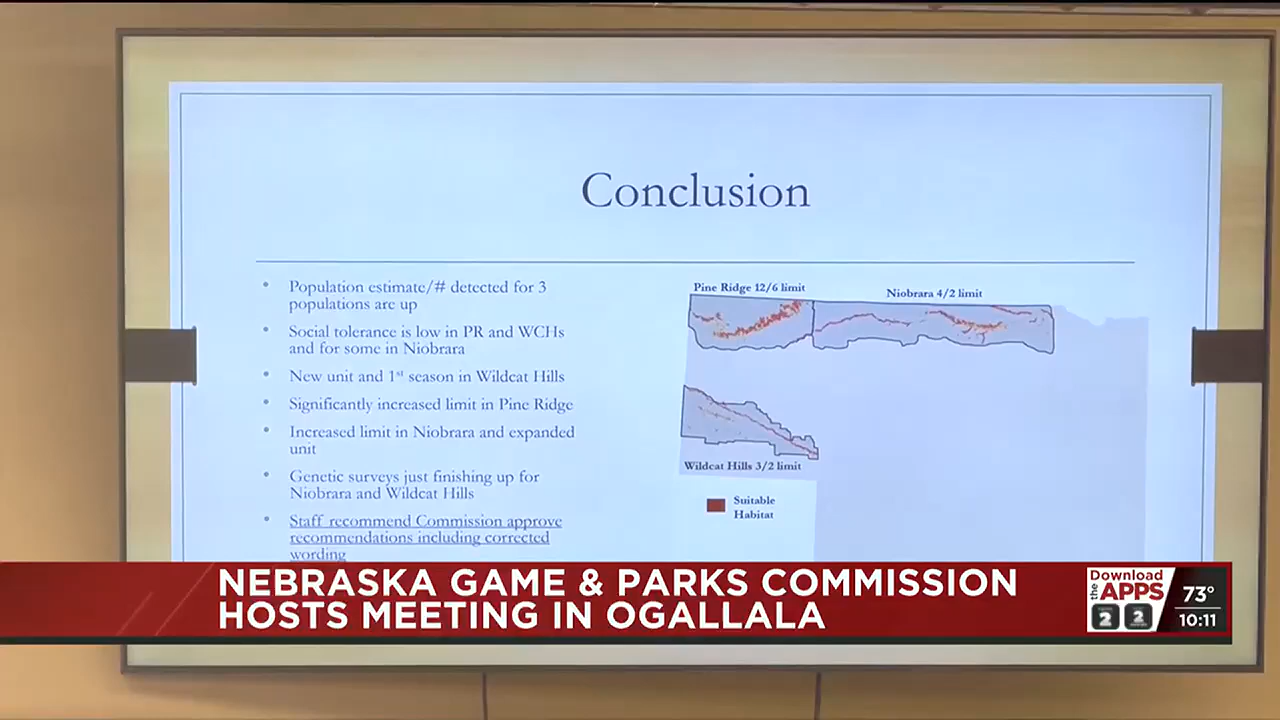 Conclusion
• Population estimate/# detected for 3
populations are up
• Social tolerance is low in PR and WCHs
and for some in Niobrara
• New unit and 1st season in Wildcat Hills
• Significantly increased limit in Pine Ridge
• Increased limit in Niobrara and expanded
unit
• Genetic surveys just finishing up for
Niobrara and Wildcat Hills
• Staff recommend Commission approve
recommendations including corrected
wording
Pine Ridge 12/6 limit
Niobrara 4/2 limit
Wildcat Hills 3/2 limit
Suitable
Habitat
NEBRASKA GAME & PARKS COMMISSION
HOSTS MEETING IN OGALLALA
Download
the APPS
2 2
73°
10:11